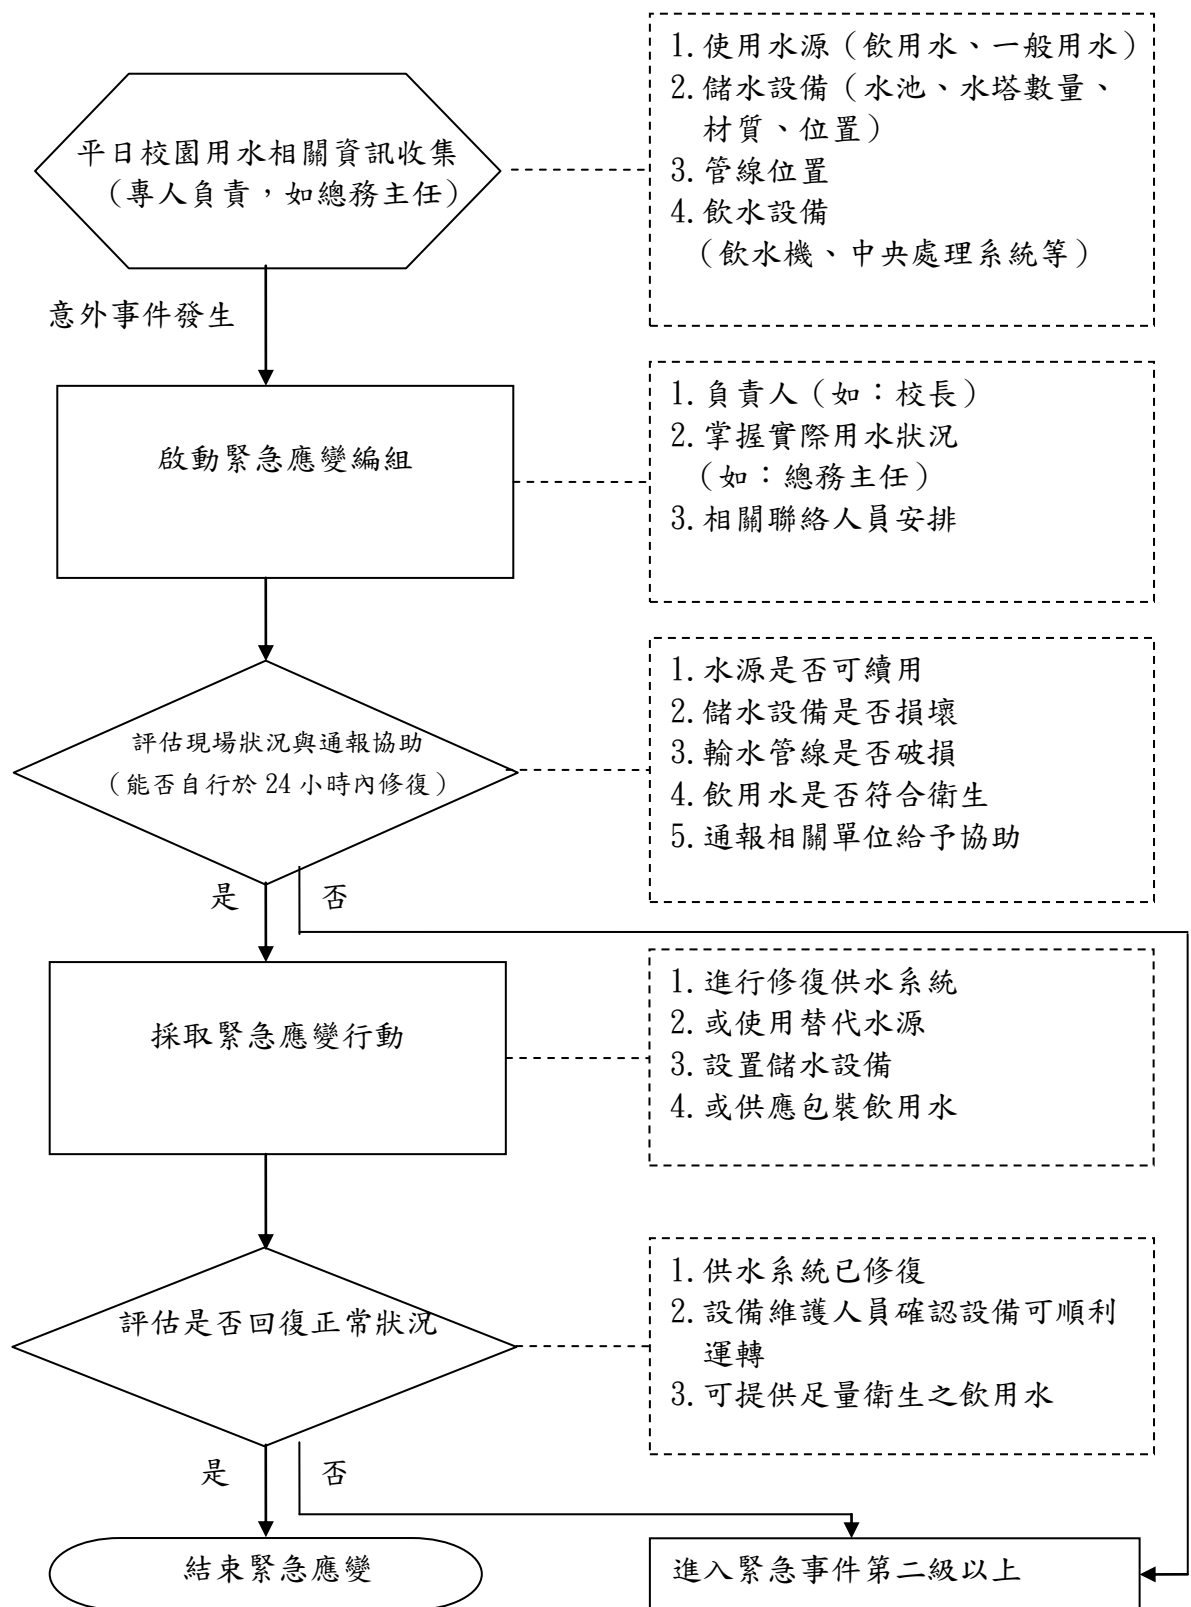 平日校園用水相關資訊收集
（專人負責，如總務主任）
1.使用水源（飲用水、一般用水）
2.儲水設備（水池、水塔數量、
材質、位置）
3.管線位置
4.飲水設備
（飲水機、中央處理系統等）
意外事件發生
啟動緊急應變編組
1.負責人（如：校長）
2.掌握實際用水狀況
（如：總務主任）
3.相關聯絡人員安排
評估現場狀況與通報協助
（能否自行於 24 小時內修復）
1.水源是否可續用
2.儲水設備是否損壞
3.輸水管線是否破損
4.飲用水是否符合衛生
5.通報相關單位給予協助
是
否
採取緊急應變行動
1.進行修復供水系統
2.或使用替代水源
3.設置儲水設備
4.或供應包裝飲用水
評估是否回復正常狀況
1.供水系統已修復
2.設備維護人員確認設備可順利
運轉
3.可提供足量衛生之飲用水
是
否
結束緊急應變
進入緊急事件第二級以上